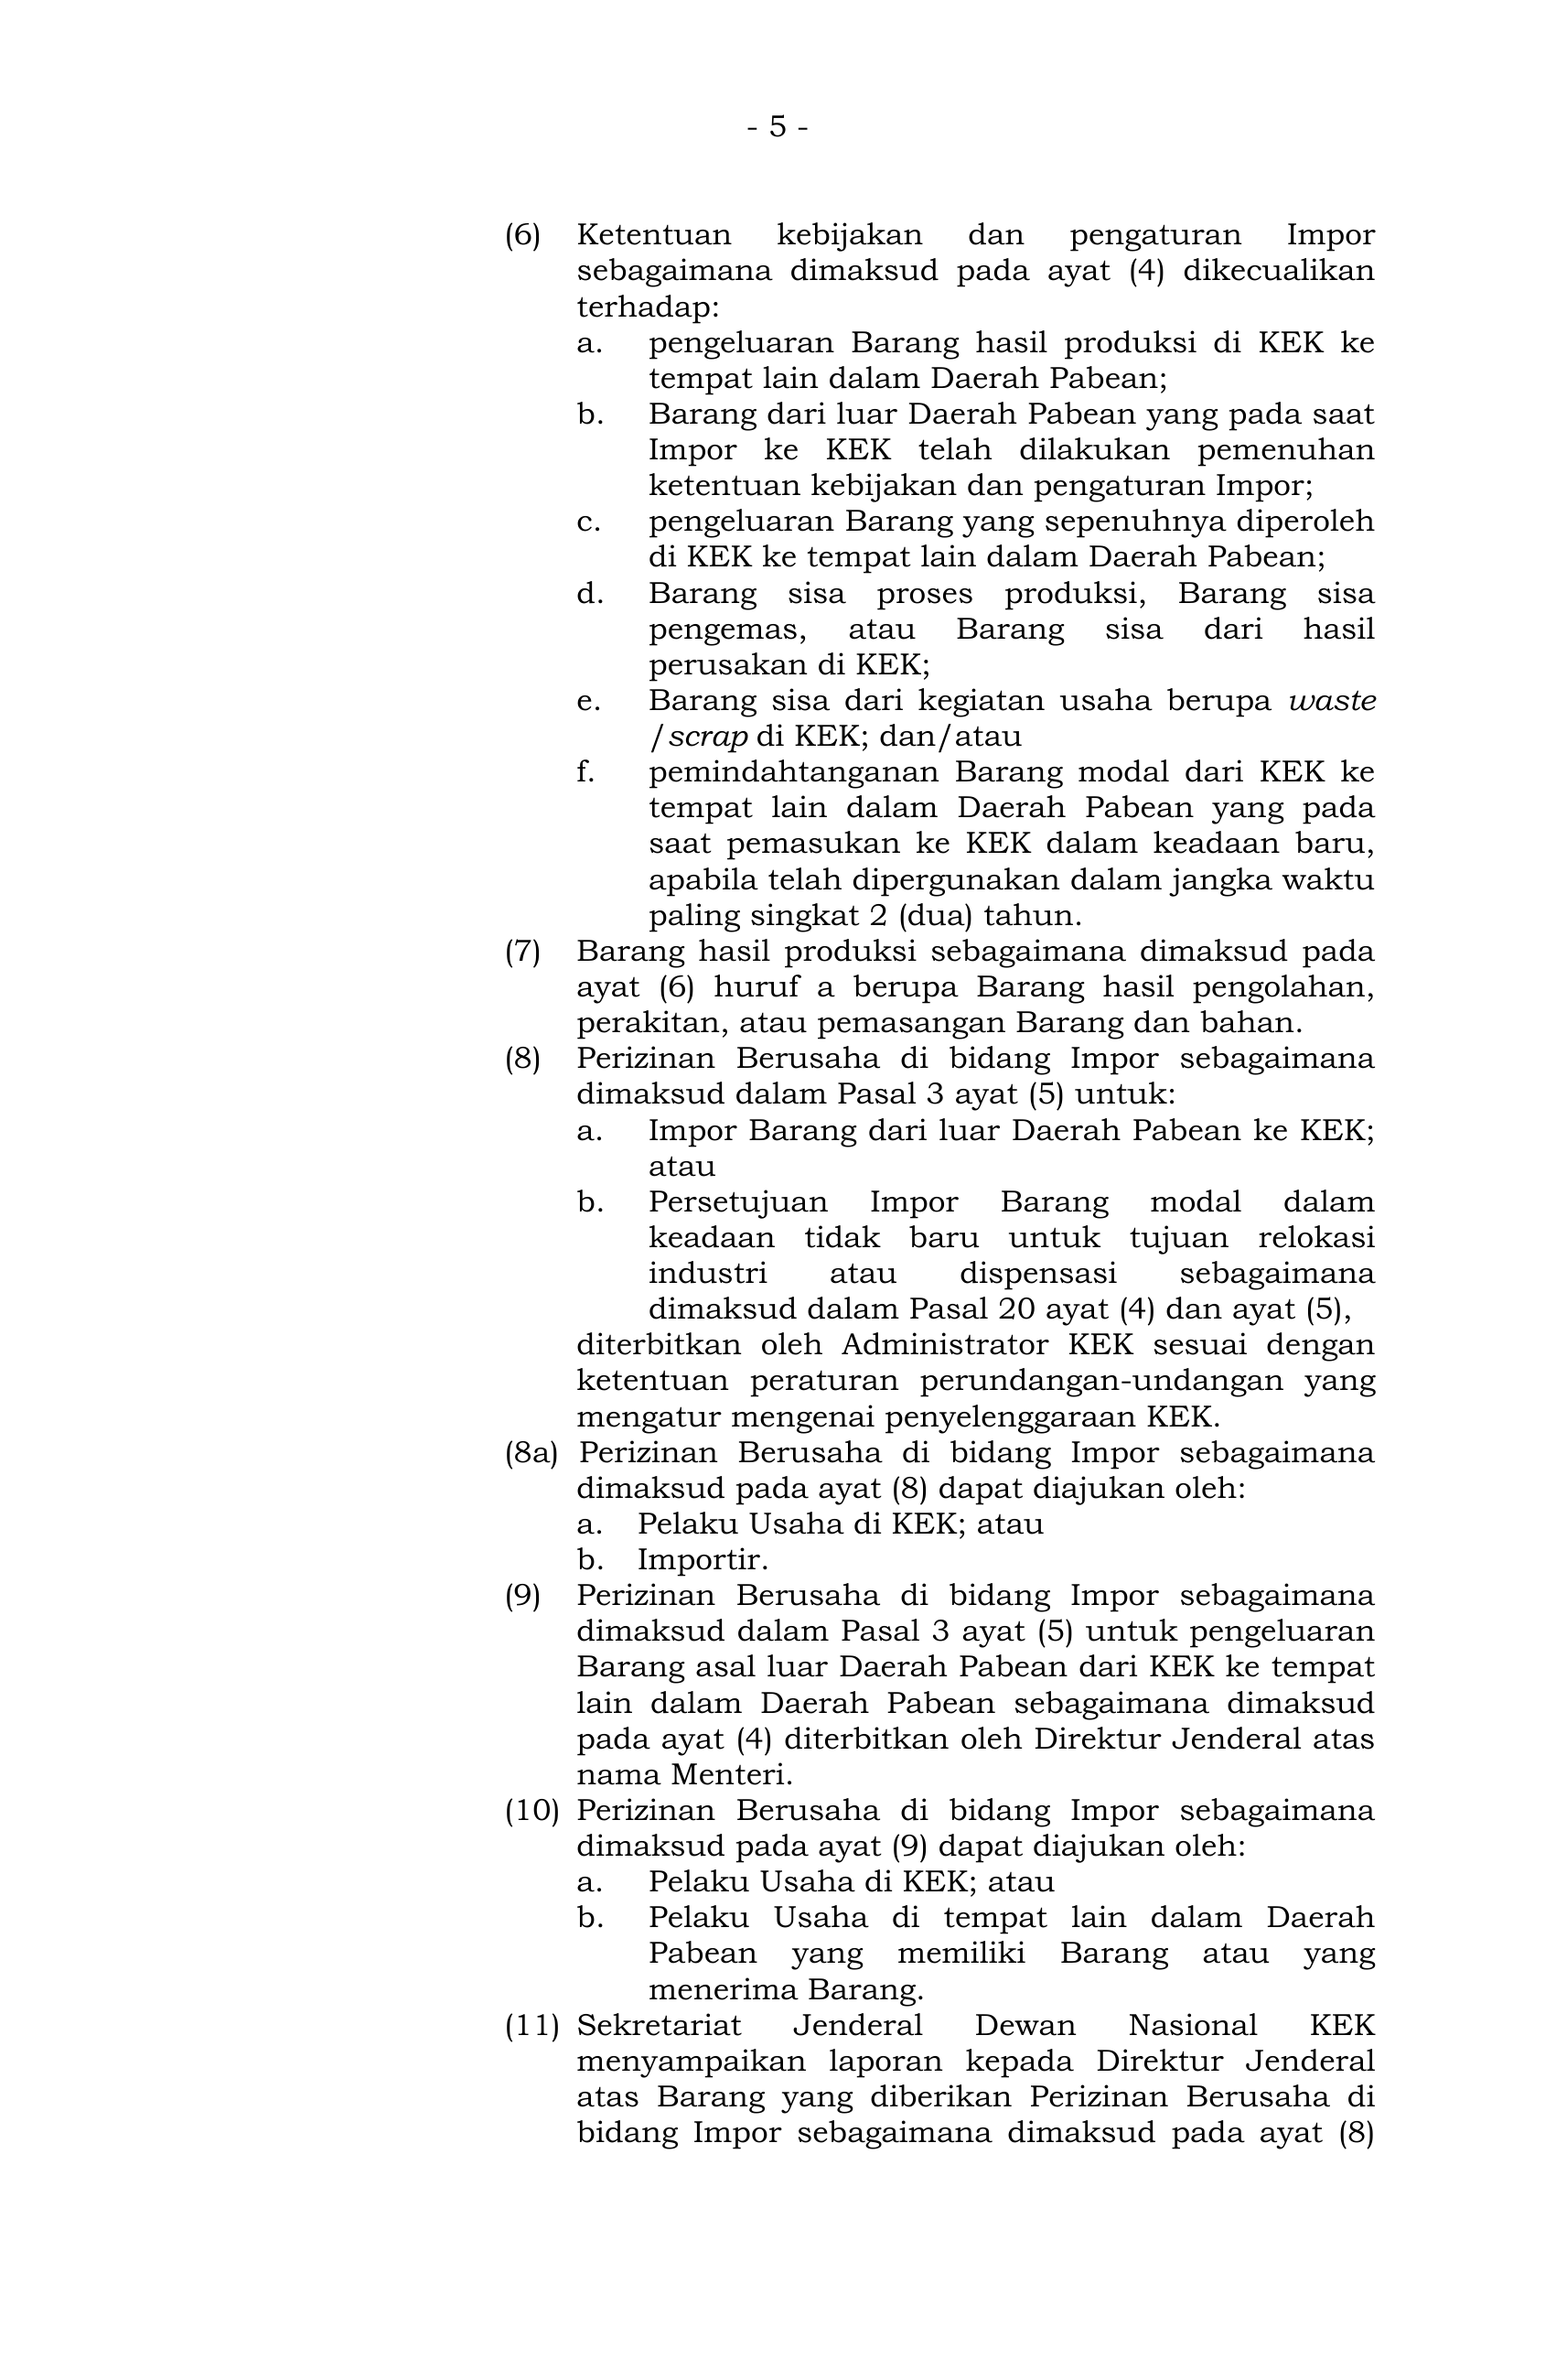 - 5 -
(6) Ketentuan kebijakan dan pengaturan Impor
sebagaimana dimaksud pada ayat (4) dikecualikan
terhadap:
a. pengeluaran Barang hasil produksi di KEK ke
tempat lain dalam Daerah Pabean;
b. Barang dari luar Daerah Pabean yang pada saat
Impor ke KEK telah dilakukan pemenuhan
ketentuan kebijakan dan pengaturan Impor;
c. pengeluaran Barang yang sepenuhnya diperoleh
di KEK ke tempat lain dalam Daerah Pabean;
d. Barang sisa proses produksi, Barang sisa
pengemas, atau Barang sisa dari hasil
perusakan di KEK;
e. Barang sisa dari kegiatan usaha berupa waste
/scrap di KEK; dan/atau
f. pemindahtanganan Barang modal dari KEK ke
tempat lain dalam Daerah Pabean yang pada
saat pemasukan ke KEK dalam keadaan baru,
apabila telah dipergunakan dalam jangka waktu
paling singkat 2 (dua) tahun.
(7) Barang hasil produksi sebagaimana dimaksud pada
ayat (6) huruf a berupa Barang hasil pengolahan,
perakitan, atau pemasangan Barang dan bahan.
(8) Perizinan Berusaha di bidang Impor sebagaimana
dimaksud dalam Pasal 3 ayat (5) untuk:
a. Impor Barang dari luar Daerah Pabean ke KEK;
atau
b. Persetujuan Impor Barang modal dalam
keadaan tidak baru untuk tujuan relokasi
industri atau dispensasi sebagaimana
dimaksud dalam Pasal 20 ayat (4) dan ayat (5),
diterbitkan oleh Administrator KEK sesuai dengan
ketentuan peraturan perundangan-undangan yang
mengatur mengenai penyelenggaraan KEK.
(8a) Perizinan Berusaha di bidang Impor sebagaimana
dimaksud pada ayat (8) dapat diajukan oleh:
a. Pelaku Usaha di KEK; atau
b. Importir.
(9) Perizinan Berusaha di bidang Impor sebagaimana
dimaksud dalam Pasal 3 ayat (5) untuk pengeluaran
Barang asal luar Daerah Pabean dari KEK ke tempat
lain dalam Daerah Pabean sebagaimana dimaksud
pada ayat (4) diterbitkan oleh Direktur Jenderal atas
nama Menteri.
(10) Perizinan Berusaha di bidang Impor sebagaimana
dimaksud pada ayat (9) dapat diajukan oleh:
a. Pelaku Usaha di KEK; atau
b. Pelaku Usaha di tempat lain dalam Daerah
Pabean yang memiliki Barang atau yang
menerima Barang.
(11) Sekretariat Jenderal Dewan Nasional KEK
menyampaikan laporan kepada Direktur Jenderal
atas Barang yang diberikan Perizinan Berusaha di
bidang Impor sebagaimana dimaksud pada ayat (8)